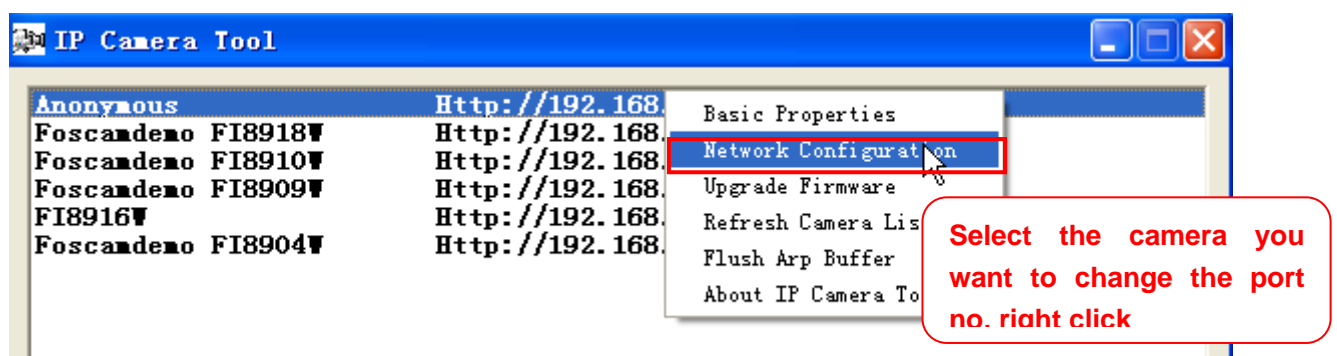 IP Camera Tool
Anonymous Http://192.168.
Foscamdemo FI8918W Http://192.168.
Foscamdemo FI8910W Http://192.168.
Foscamdemo FI8909W Http://192.168.
FI8916W Http://192.168.
Foscamdemo FI8904W Http://192.168.
Basic Properties
Network Configuration
Upgrade Firmware
Refresh Camera Lis
Flush Arp Buffer
About IP Camera To
Select the camera you
want to change the port
no. right click